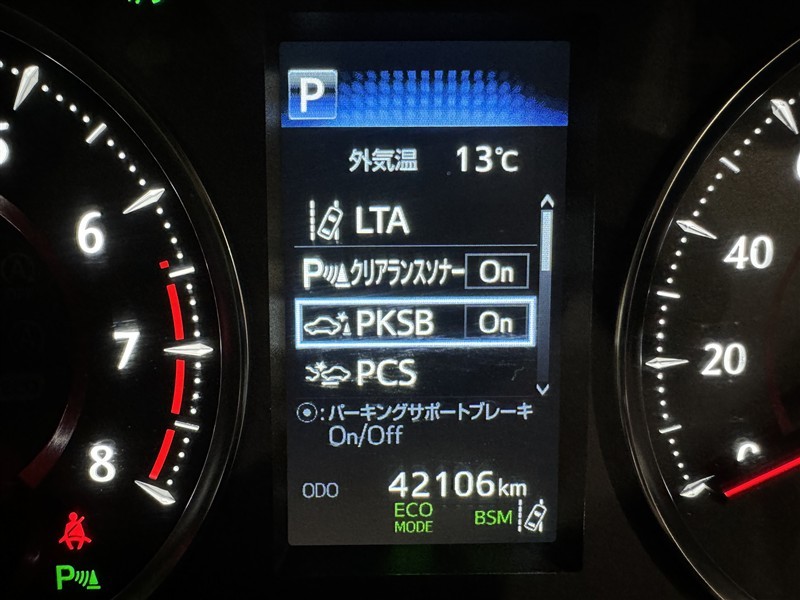 P
外気温 13℃
LTA
P クリアランスソナー On
PKSB On
PCS
:パーキングサポートブレーキ
On/Off
ODO 42106km
ECO
MODE
BSM
6
7
8
P
40
20